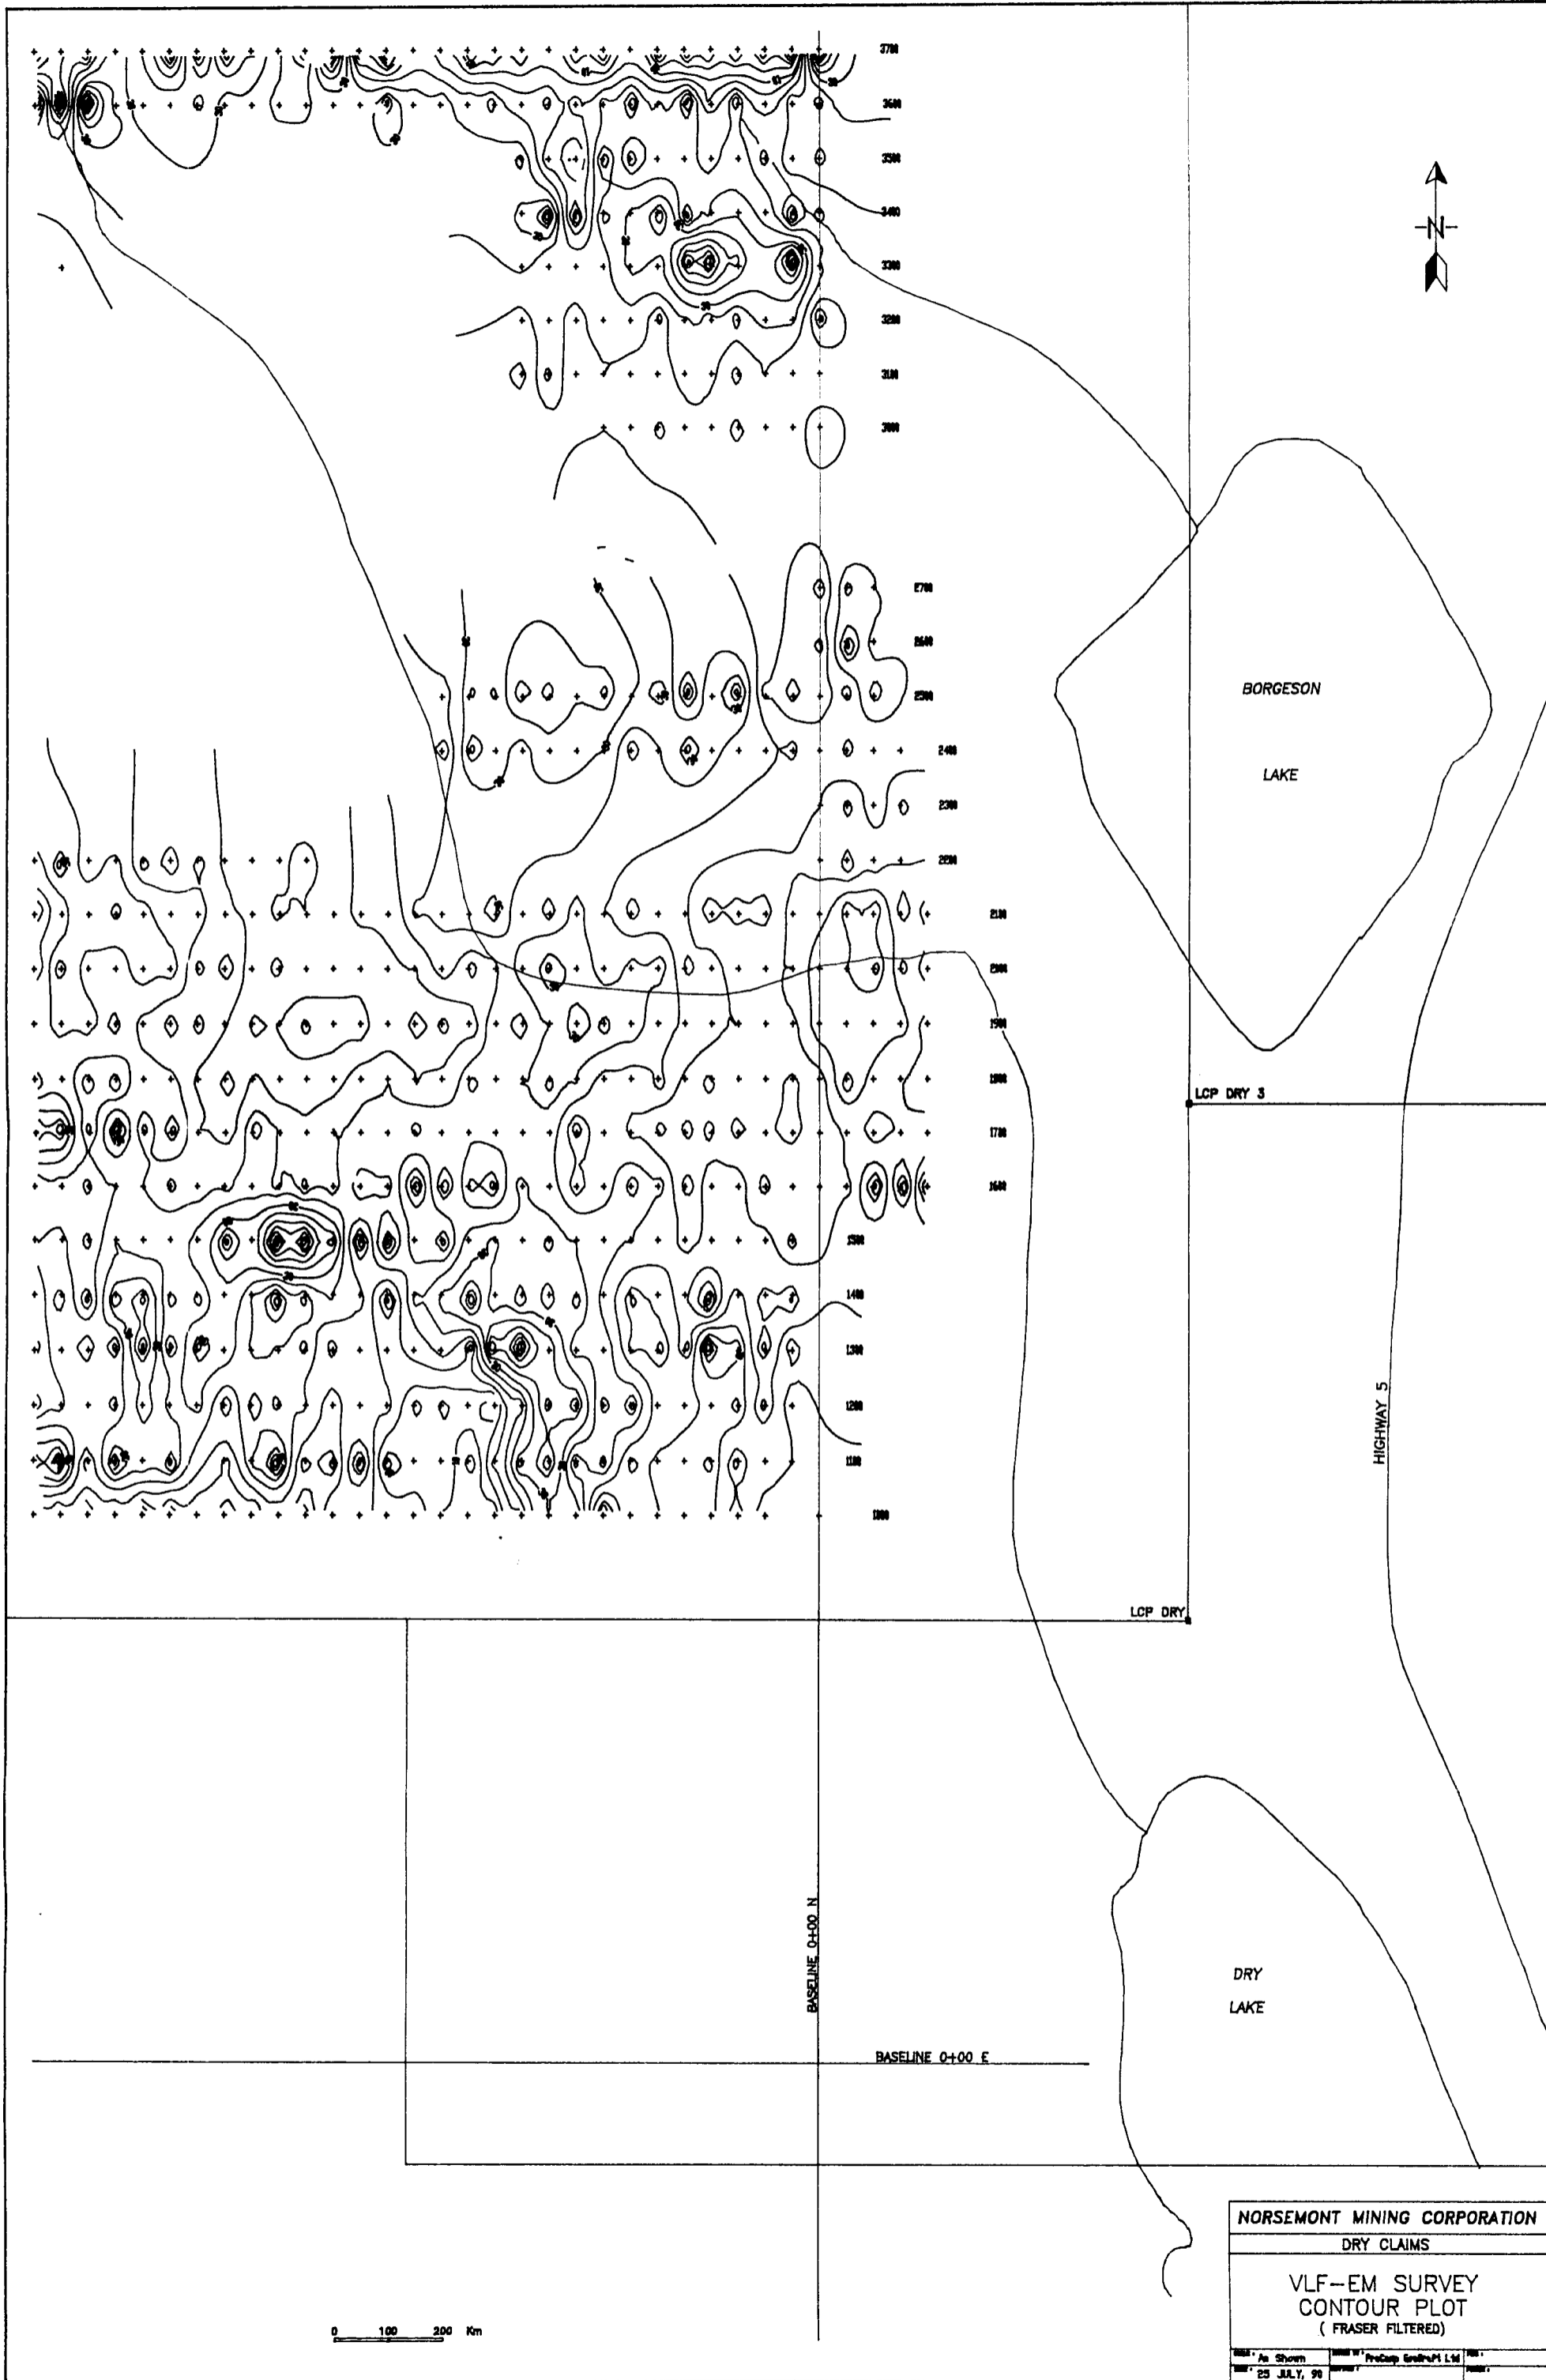 3700
3600
3500
3400
3300
3200
3100
3000
2700
2600
2500
2400
2300
2200
2100
2000
1900
1800
1700
1600
1500
1400
1300
1200
1100
1000
N
BORGESON
LAKE
LCP DRY 3
HIGHWAY 5
LCP DRY
BASELINE 0+00 N
DRY
LAKE
BASELINE 0+00 E
0 100 200 Km
NORSEMONT MINING CORPORATION
DRY CLAIMS
VLF-EM SURVEY
CONTOUR PLOT
( FRASER FILTERED)
As Shown
25 JULY, 90